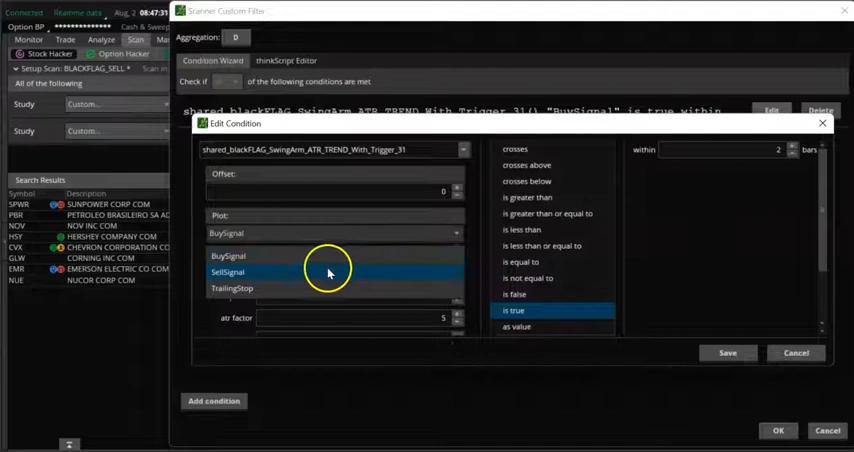 Connected Realtime data Aug, 2 08:47:31
Option BP ************** Cash & Sweep
Monitor Trade Analyze Scan
Stock Hacker Option Hacker
Setup Scan: BLACKFLAG_SELL * Scan in
All of the following
Study Custom...
Study Custom...
Search Results
Symbol Description
SPWR SUNPOWER CORP COM
PBR PETROLEO BRASILEIRO SA AD
NOV NOV INC COM
HSY HERSHEY COMPANY COM
CVX CHEVRON CORPORATION CO
GLW CORNING INC COM
EMR EMERSON ELECTRIC CO COM
NUE NUCOR CORP COM
Scanner Custom Filter
Aggregation: D
Condition Wizard thinkScript Editor
Check if of the following conditions are met
shared_blackFLAG_SwingArm_ATR_TREND_With_Trigger_31()."BuySignal" is true within
Edit Delete
Edit Condition
shared_blackFLAG_SwingArm_ATR_TREND_With_Trigger_31
Offset:
0
Plot:
BuySignal
BuySignal
SellSignal
TrailingStop
atr factor 5
crosses
crosses above
crosses below
is greater than
is greater than or equal to
is less than
is less than or equal to
is equal to
is not equal to
is false
is true
as value
within 2 bars
Save Cancel
Add condition
OK Cancel